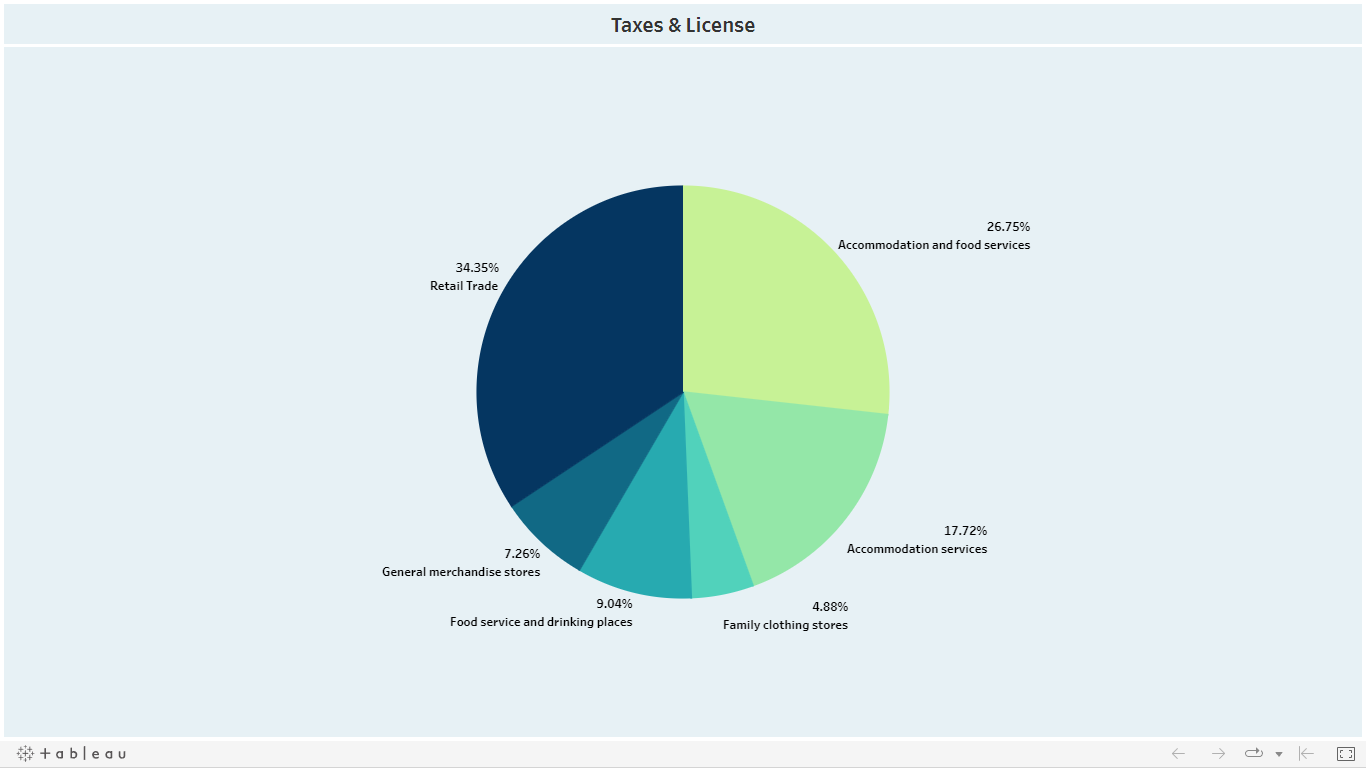 Taxes & License
26.75%
Accommodation and food services
34.35%
Retail Trade
17.72%
Accommodation services
7.26%
General merchandise stores
9.04%
Food service and drinking places
4.88%
Family clothing stores
+ableau